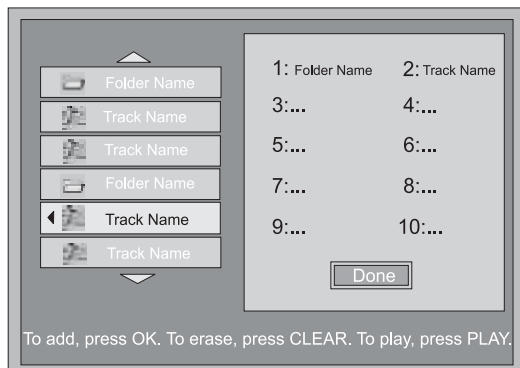 Folder Name
Track Name
Track Name
Folder Name
Track Name
Track Name
1: Folder Name 2: Track Name
3:... 4:...
5:... 6:...
7:... 8:...
9:... 10:...
Done
To add, press OK. To erase, press CLEAR. To play, press PLAY.